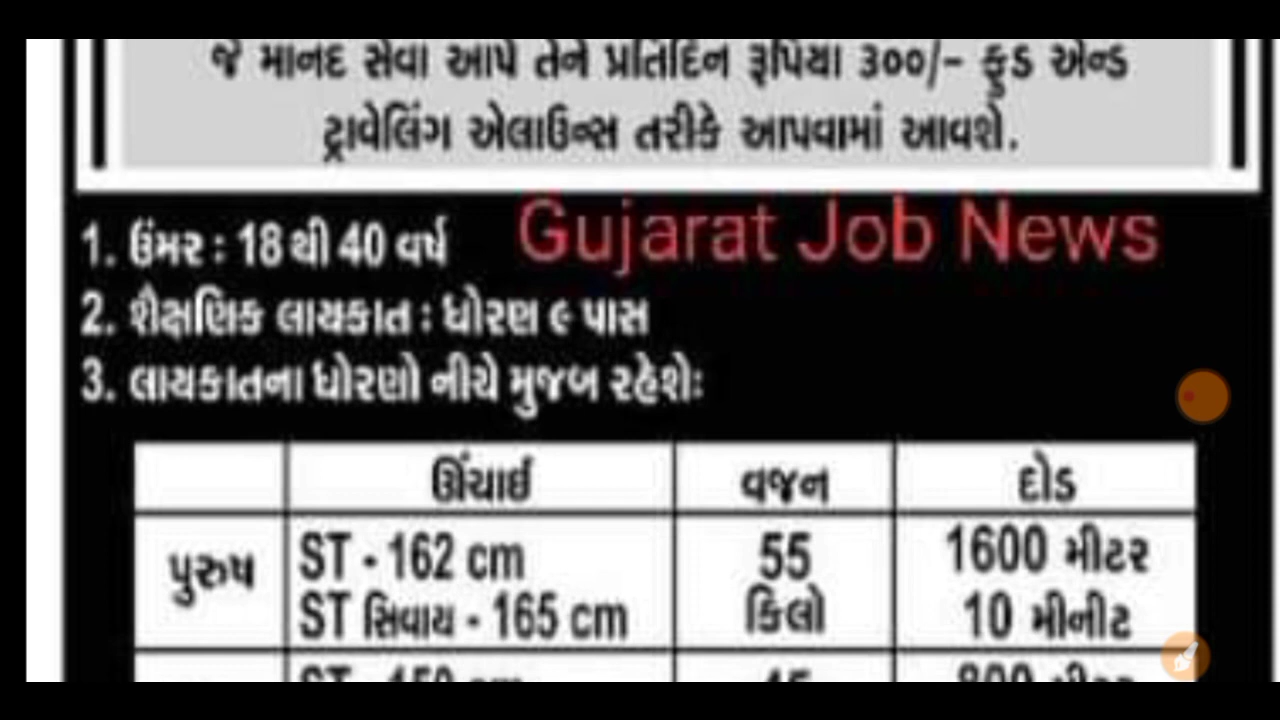 જે માનદ સેવા આપે તેને પ્રતિદિન રૂપિયા ૩૦૦/- ફુડ એન્ડ
ટ્રાવેલિંગ એલાઉન્સ તરીકે આપવામાં આવશે.
Gujarat Job News
1. ઉંમર : 18 થી 40 વર્ષ
2. શૈક્ષણિક લાયકાત : ધોરણ ૯ પાસ
3. લાયકાતના ધોરણો નીચે મુજબ રહેશેઃ
ઊંચાઈ વજન દોડ
પુરુષ ST - 162 cm 55 1600 મીટર
ST સિવાય - 165 cm કિલો 10 મીનીટ